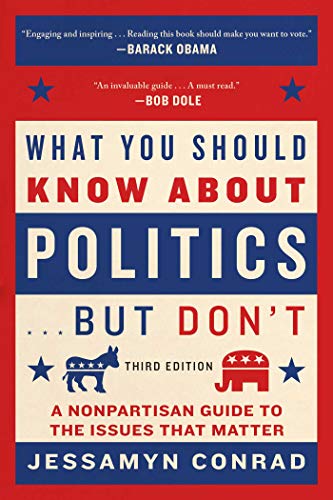 “Engaging and inspiring . . . Reading this book should make you want to vote.”
—BARACK OBAMA
“An invaluable guide . . . A must read.”
—BOB DOLE
WHAT YOU SHOULD
KNOW ABOUT
POLITICS
. . . BUT DON’T
THIRD EDITION
A NONPARTISAN GUIDE TO
THE ISSUES THAT MATTER
JESSAMYN CONRAD